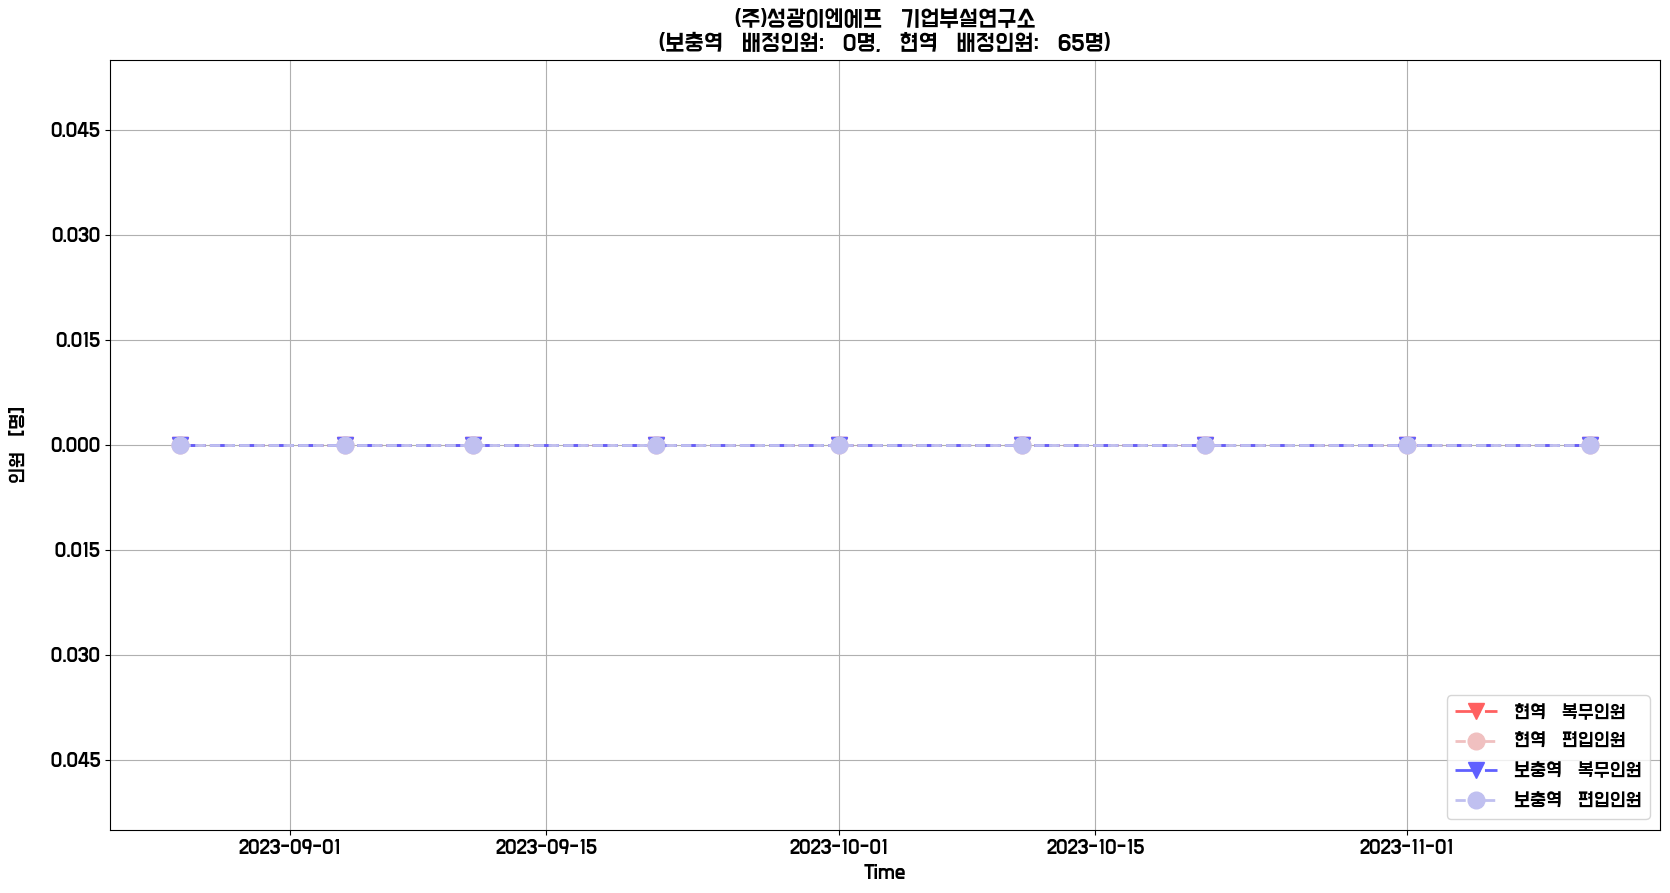 (주)성광이엔에프 기업부설연구소
(보충역 배정인원: 0명, 현역 배정인원: 65명)
인원 [명]
0.045
0.030
0.015
0.000
0.015
0.030
0.045
현역 복무인원
현역 편입인원
보충역 복무인원
보충역 편입인원
2023-09-01 2023-09-15 2023-10-01 2023-10-15 2023-11-01
Time